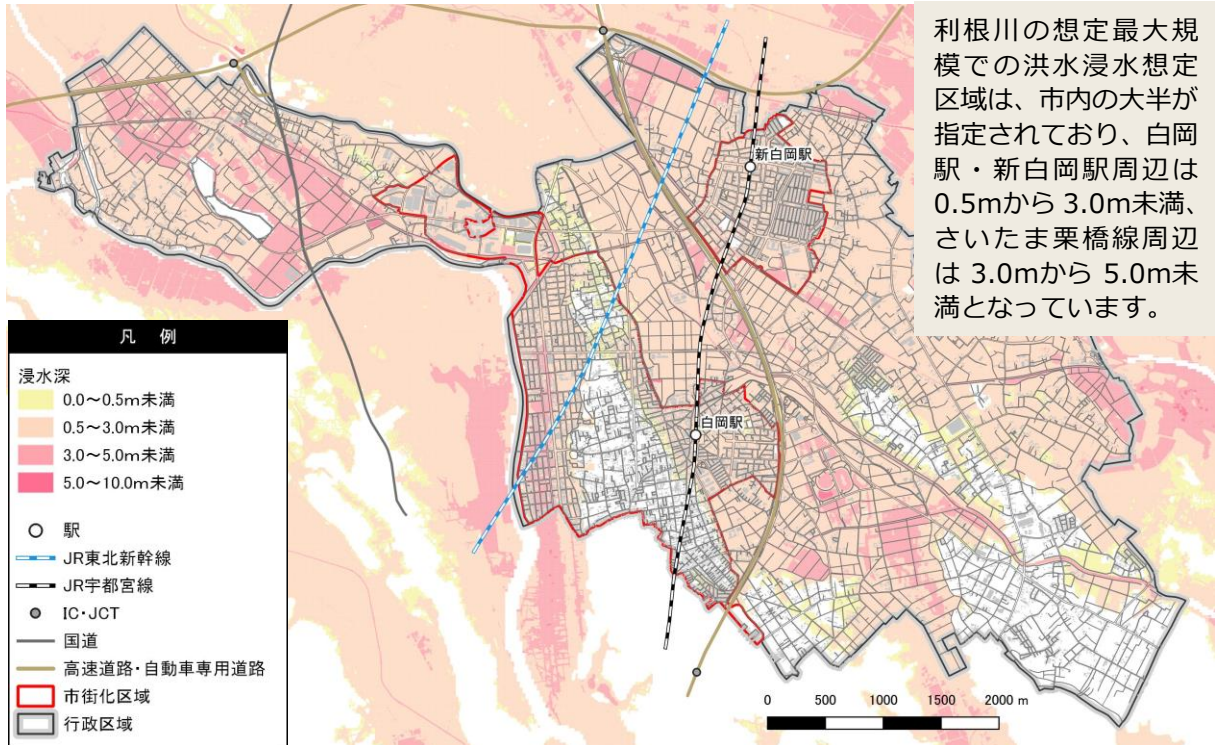 利根川の想定最大規
模での洪水浸水想定
区域は、市内の大半が
指定されており、白岡
駅・新白岡駅周辺は
0.5mから 3.0m未満、
さいたま栗橋線周辺
は 3.0mから 5.0m未
満となっています。
新白岡駅
白岡駅
凡 例
浸水深
0.0～0.5m未満
0.5～3.0m未満
3.0～5.0m未満
5.0～10.0m未満
駅
JR東北新幹線
JR宇都宮線
IC・JCT
国道
高速道路・自動車専用道路
市街化区域
行政区域
0 500 1000 1500 2000 m